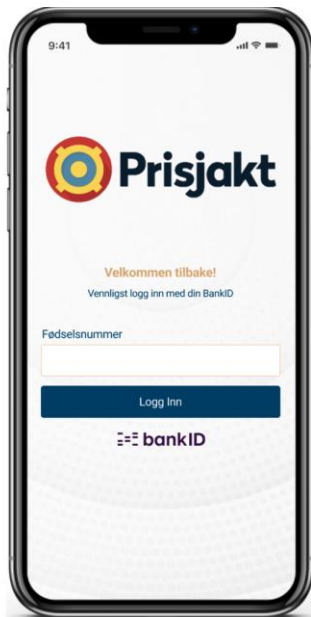 9:41
Prisjakt
Velkommen tilbake!
Vennligst logg inn med din BankID
Fødselsnummer
Logg Inn
bankID